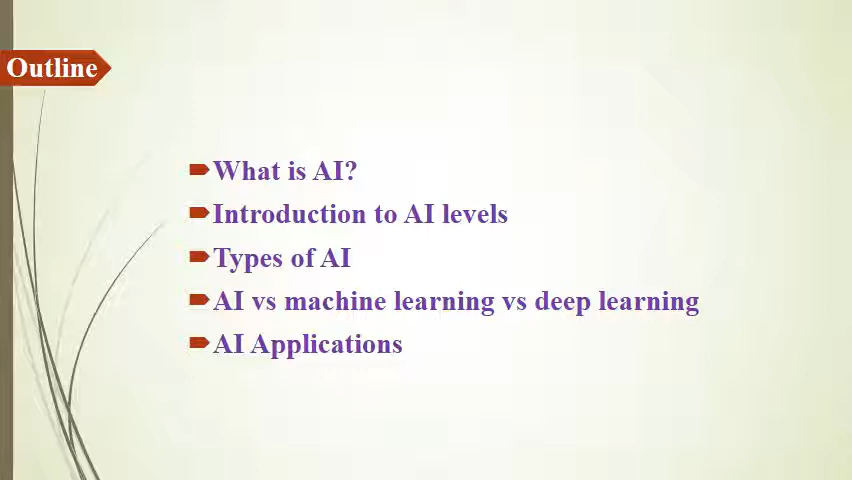 Outline
What is AI?
Introduction to AI levels
Types of AI
AI vs machine learning vs deep learning
AI Applications